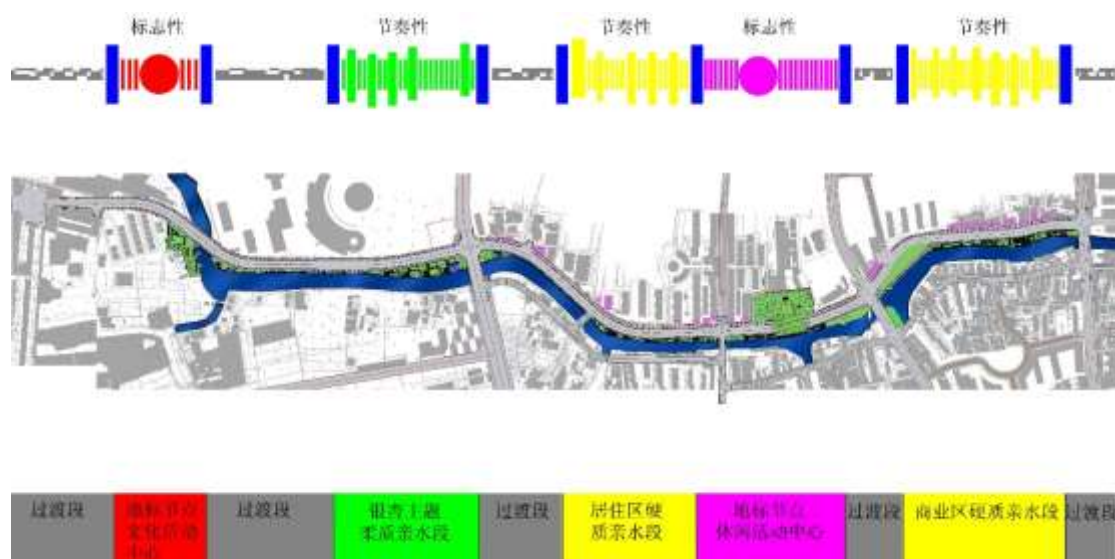 标志性
节奏性
节奏性
标志性
节奏性
过渡段
地标节点
文化活动
中心
过渡段
银杏主题
柔质亲水段
过渡段
居住区硬
质亲水段
地标节点
休闲活动中心
过渡段
商业区硬质亲水段
过渡段